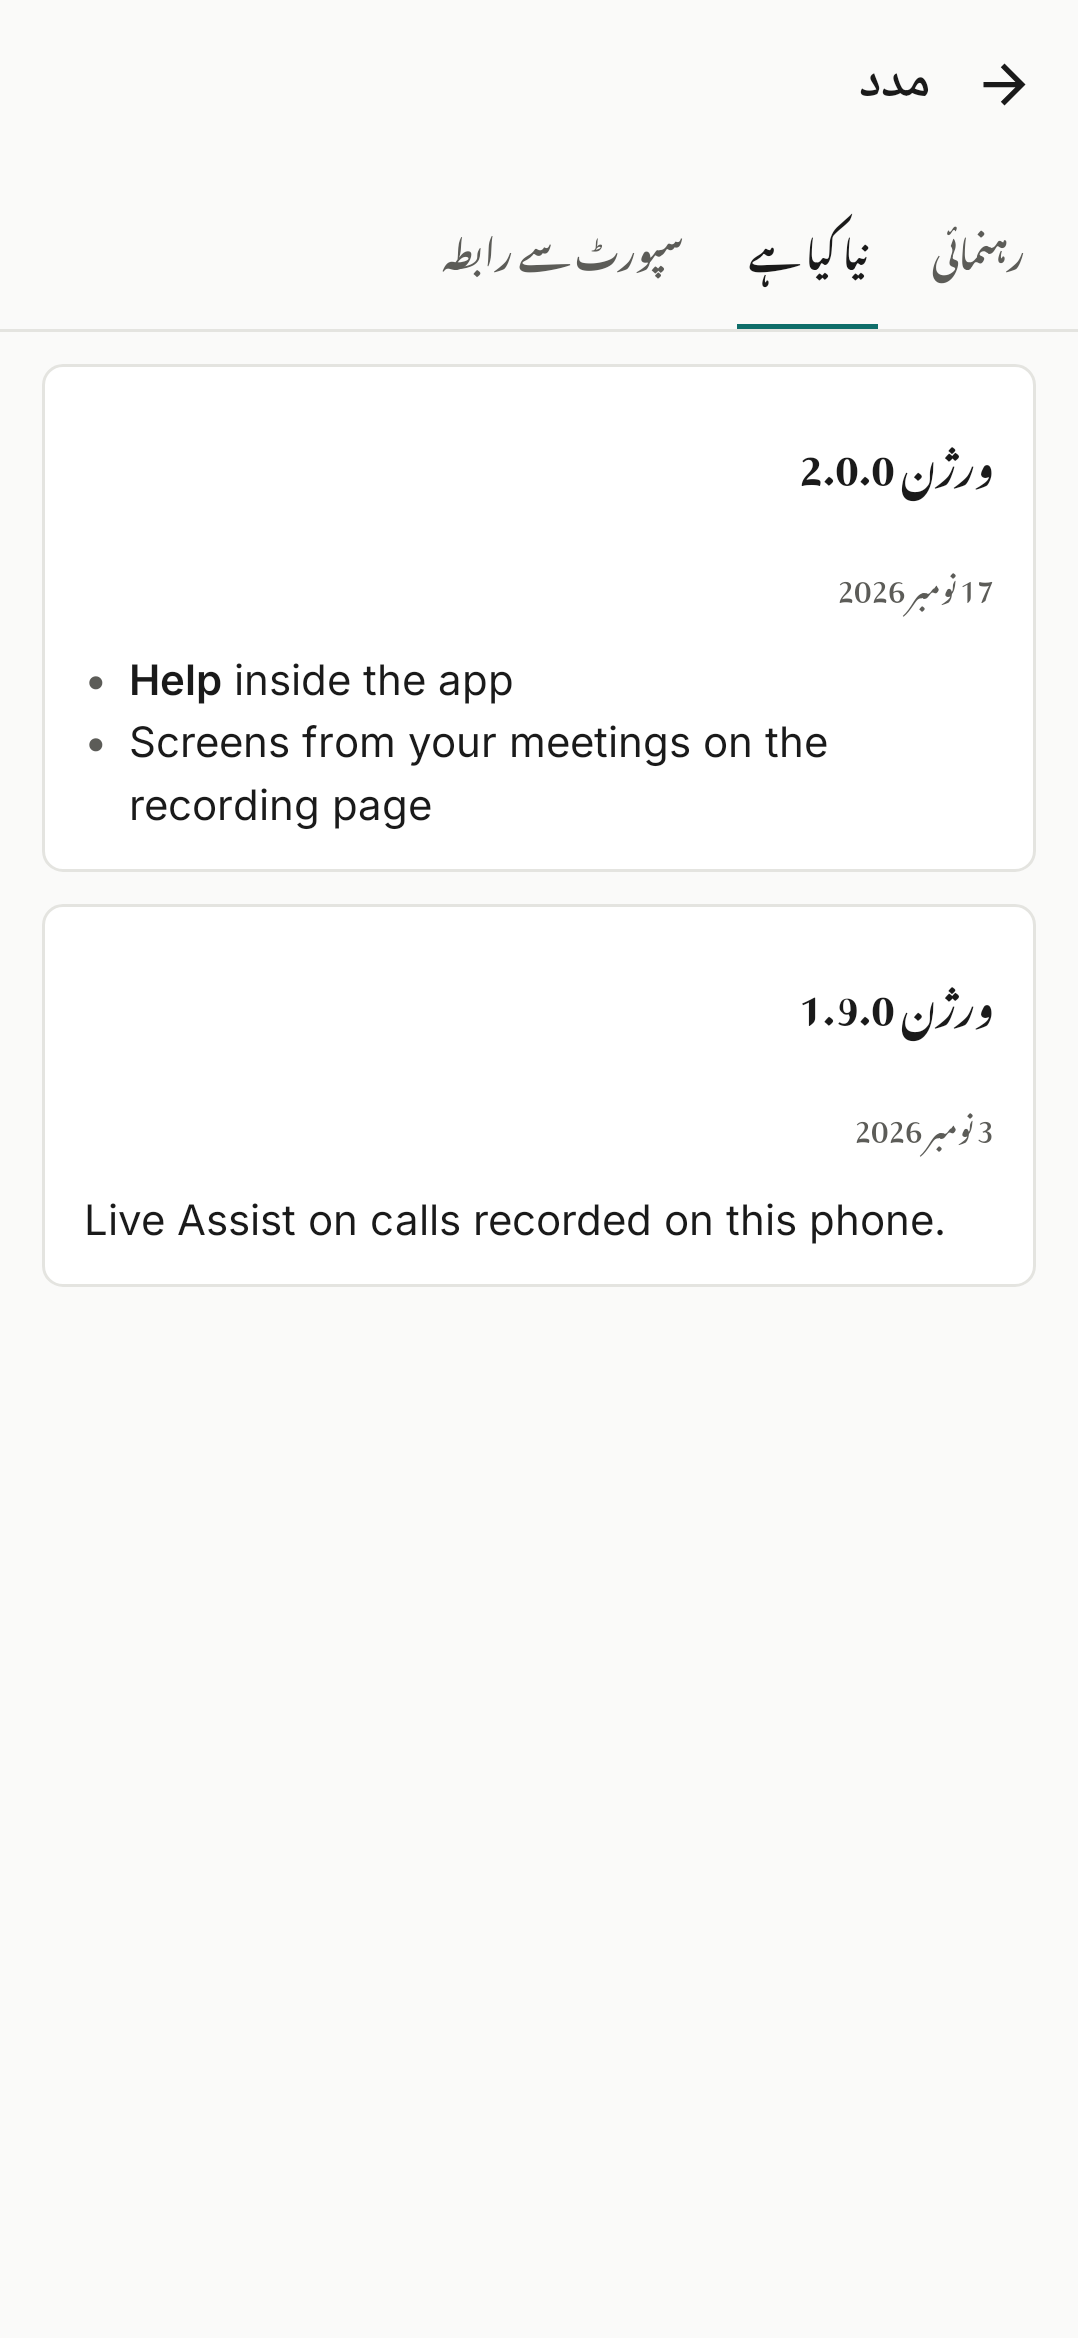 مدد
رہنمائی
نیا کیا ہے
سپورٹ سے رابطہ
ورژن 2.0.0
17 نومبر 2026
• Help inside the app
• Screens from your meetings on the
recording page
ورژن 1.9.0
3 نومبر 2026
Live Assist on calls recorded on this phone.